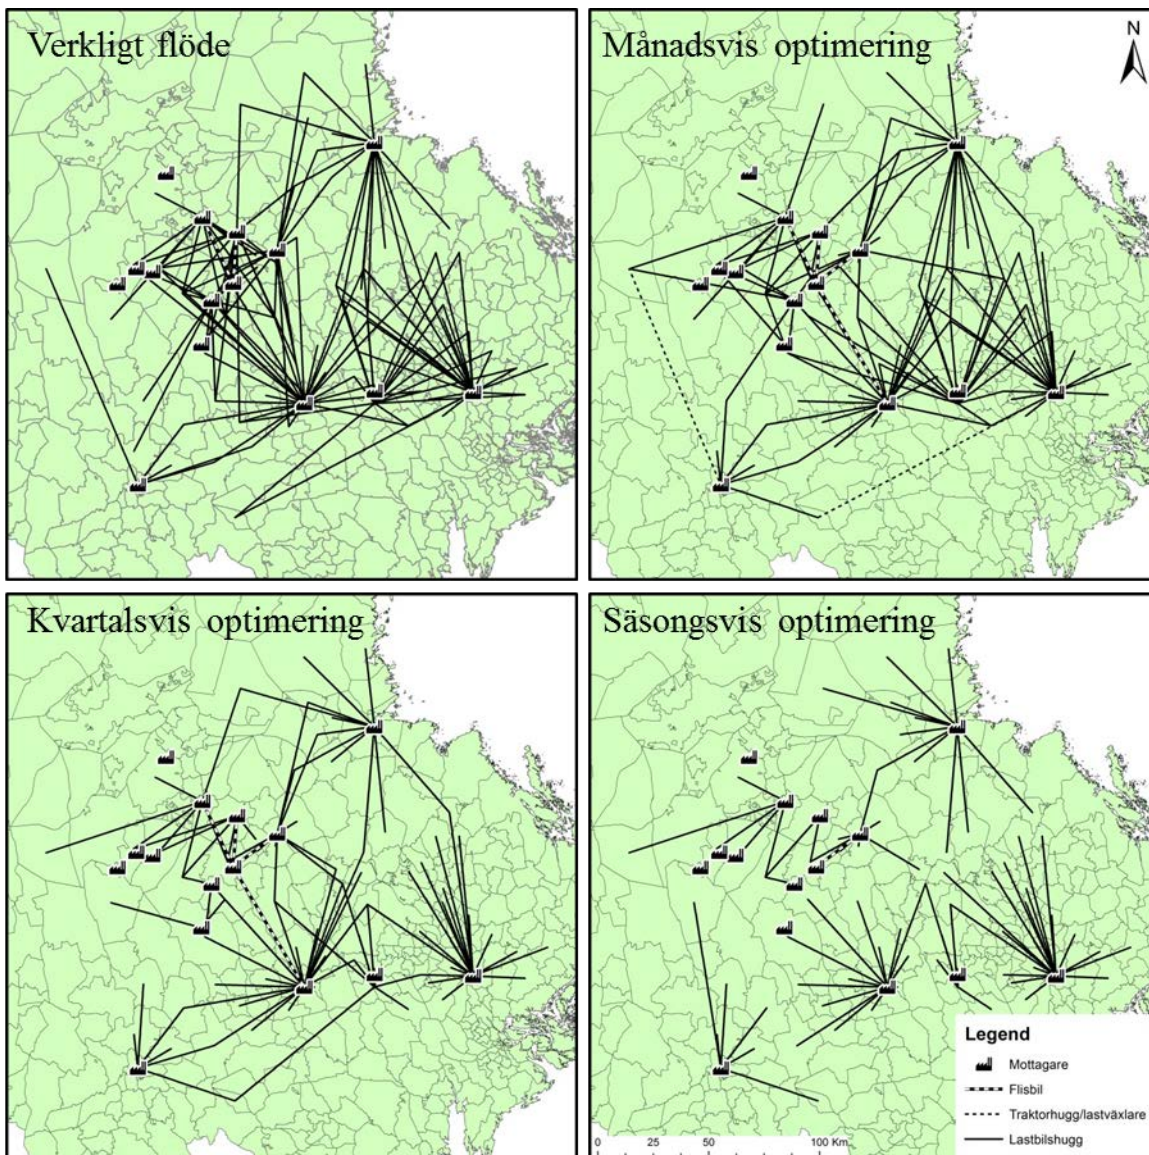 Verkligt flöde
Månadsvis optimering
N
Kvartalsvis optimering
Säsongsvis optimering
Legend
Mottagare
Flisbil
Traktorhugg/lastväxlare
Lastbilshugg
0 25 50 100 Km